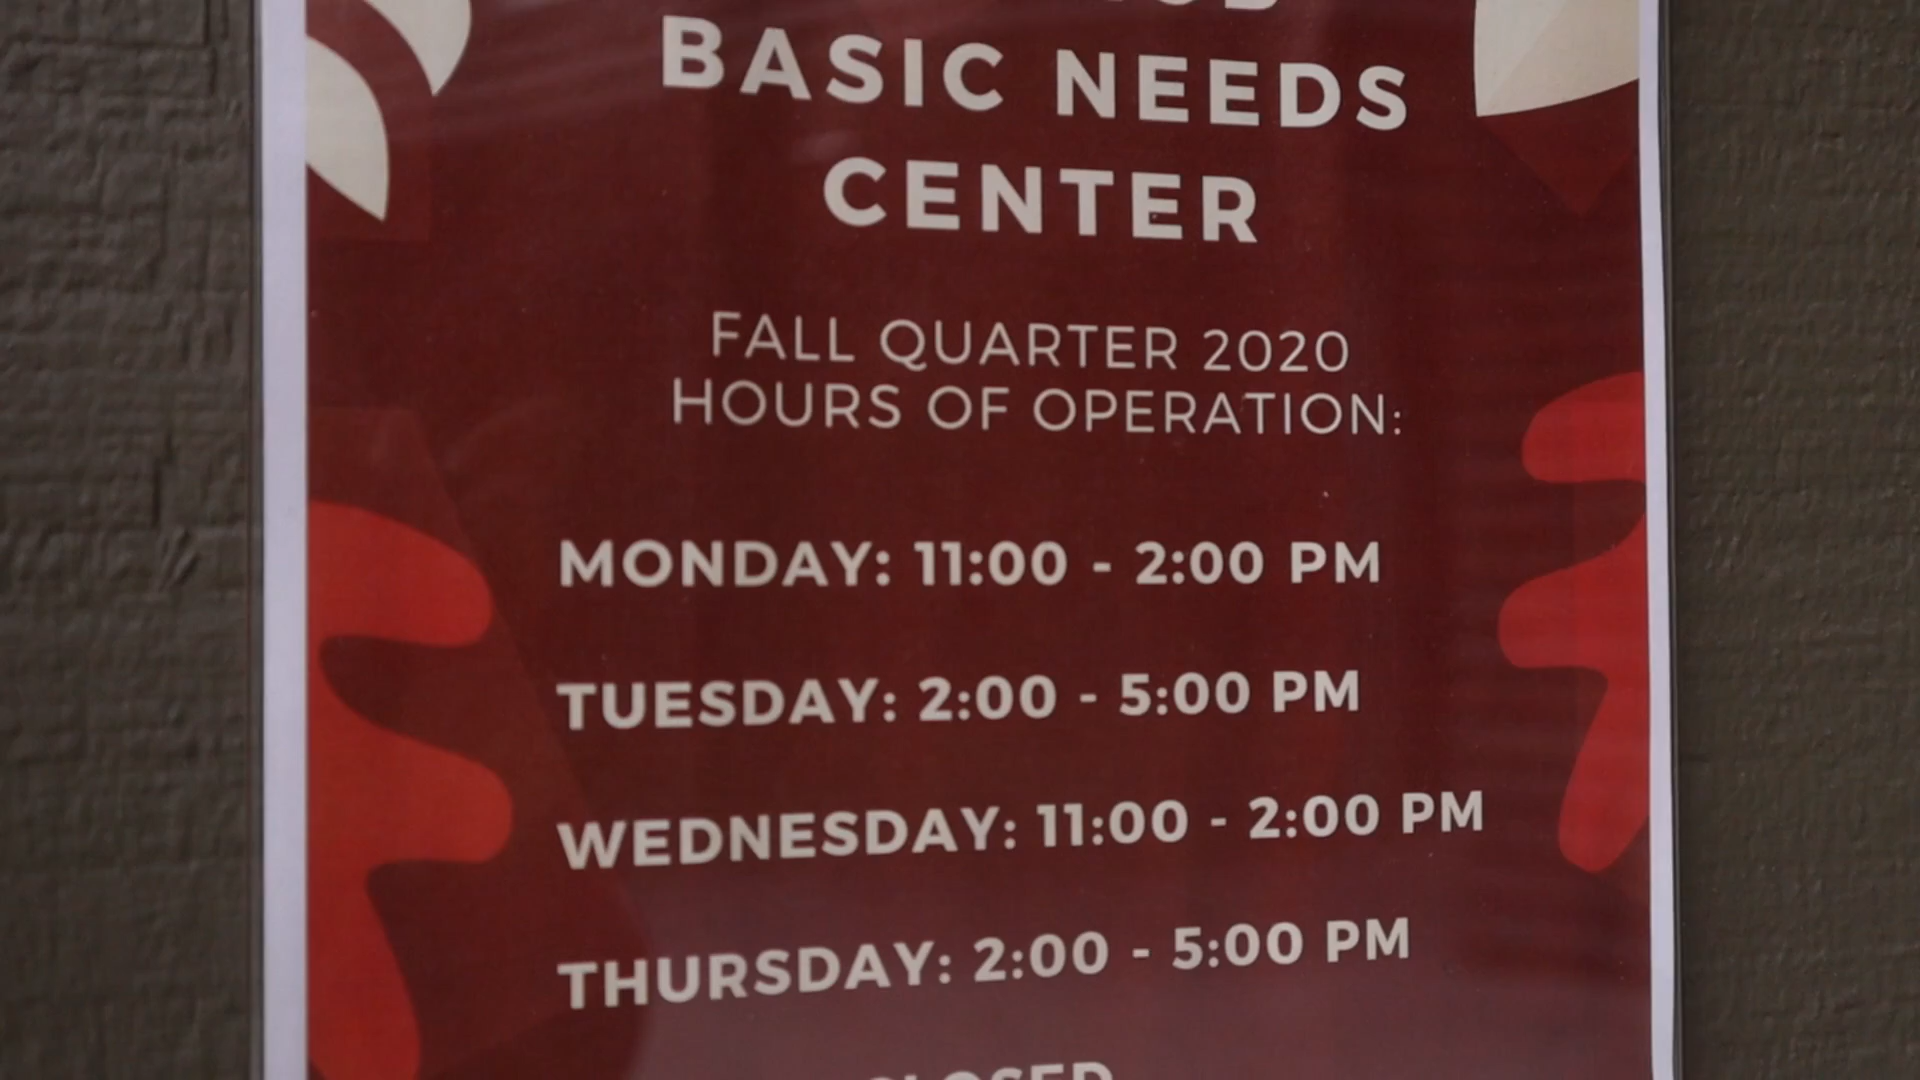 BASIC NEEDS
CENTER
FALL QUARTER 2020
HOURS OF OPERATION:
MONDAY: 11:00 - 2:00 PM
TUESDAY: 2:00 - 5:00 PM
WEDNESDAY: 11:00 - 2:00 PM
THURSDAY: 2:00 - 5:00 PM
CLOSED